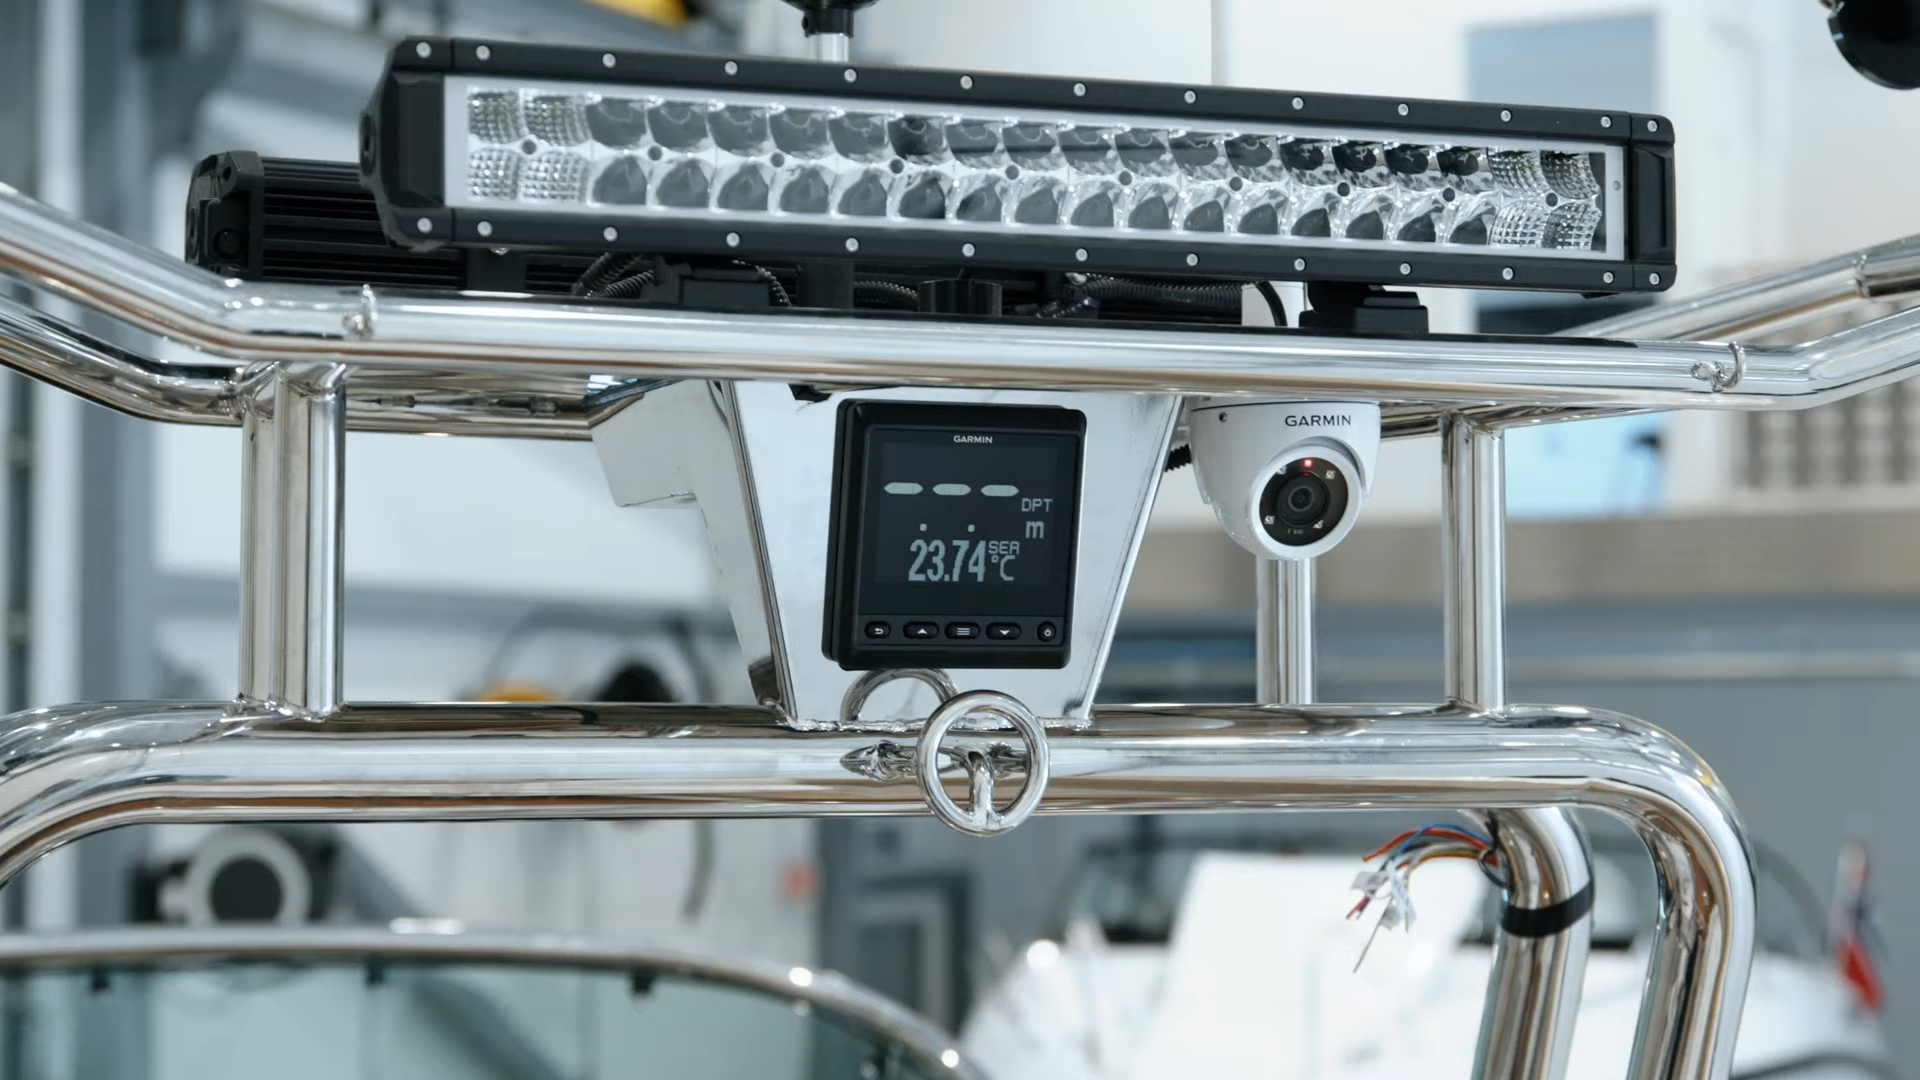 GARMIN
GARMIN
- - -
DPT
m
23.74 SEA °C